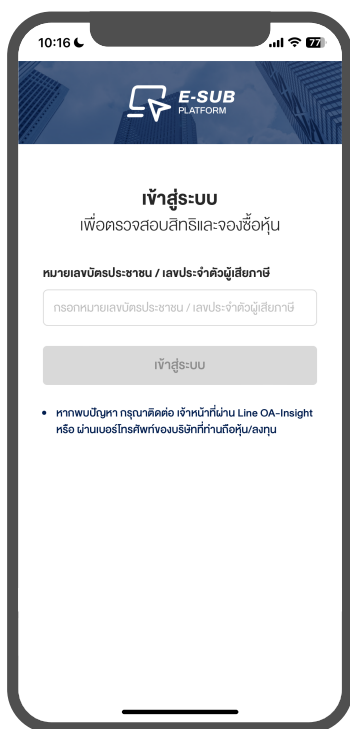 10:16
77
E-SUB
PLATFORM
เข้าสู่ระบบ
เพื่อตรวจสอบสิทธิและจองซื้อหุ้น
หมายเลขบัตรประชาชน / เลขประจำตัวผู้เสียภาษี
กรอกหมายเลขบัตรประชาชน / เลขประจำตัวผู้เสียภาษี
เข้าสู่ระบบ
• หากพบปัญหา กรุณาติดต่อ เจ้าหน้าที่ผ่าน Line OA-Insight
หรือ ผ่านเบอร์โทรศัพท์ของบริษัทที่ท่านถือหุ้น/ลงทุน